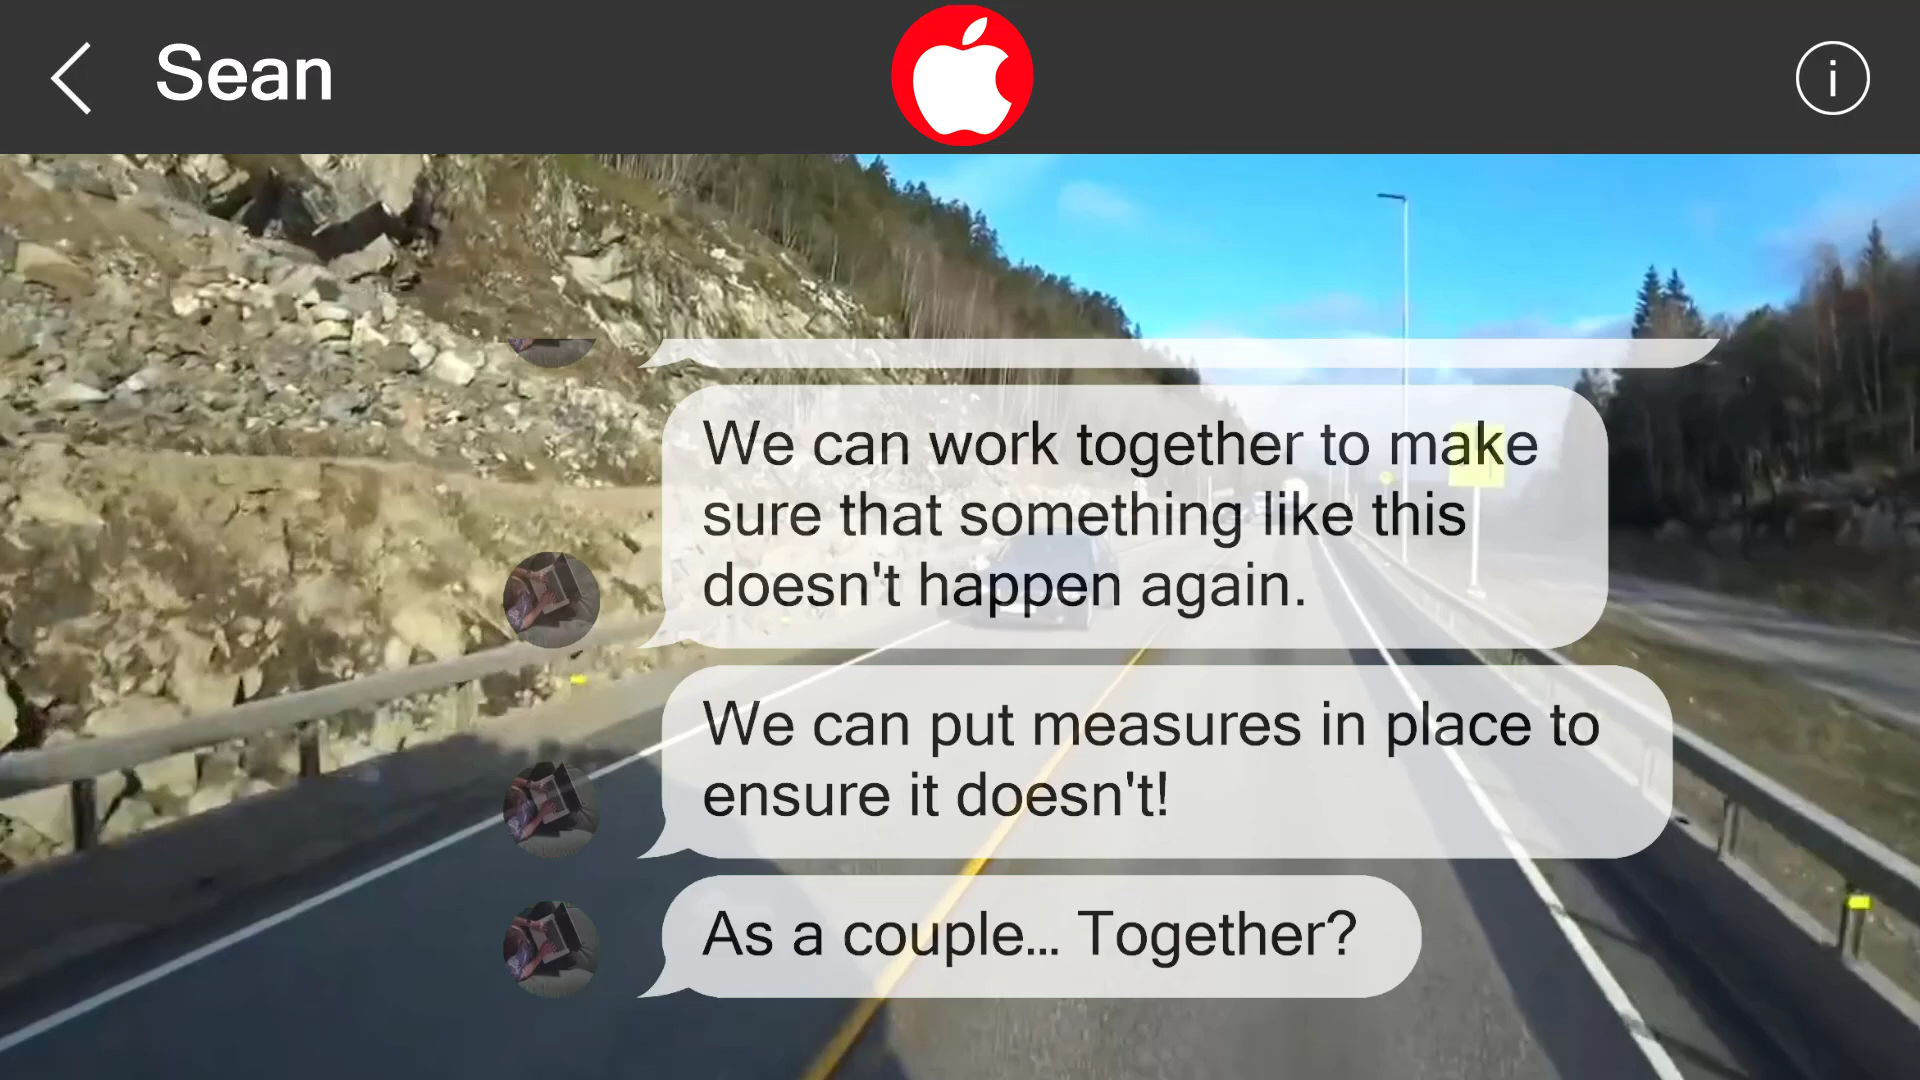 Sean
We can work together to make
sure that something like this
doesn't happen again.
We can put measures in place to
ensure it doesn't!
As a couple... Together?